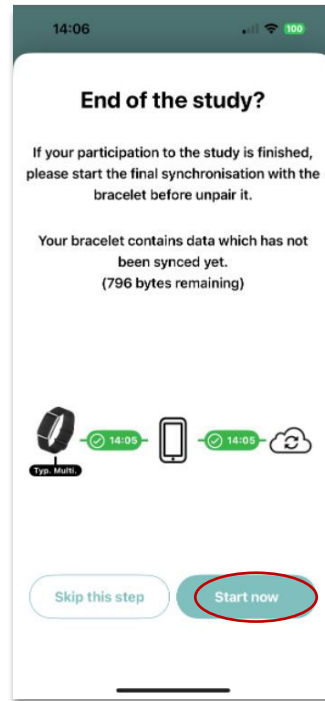 14:06
100
End of the study?
If your participation to the study is finished,
please start the final synchronisation with the
bracelet before unpair it.
Your bracelet contains data which has not
been synced yet.
(796 bytes remaining)
14:05
14:05
Typ. Multi.
Skip this step
Start now